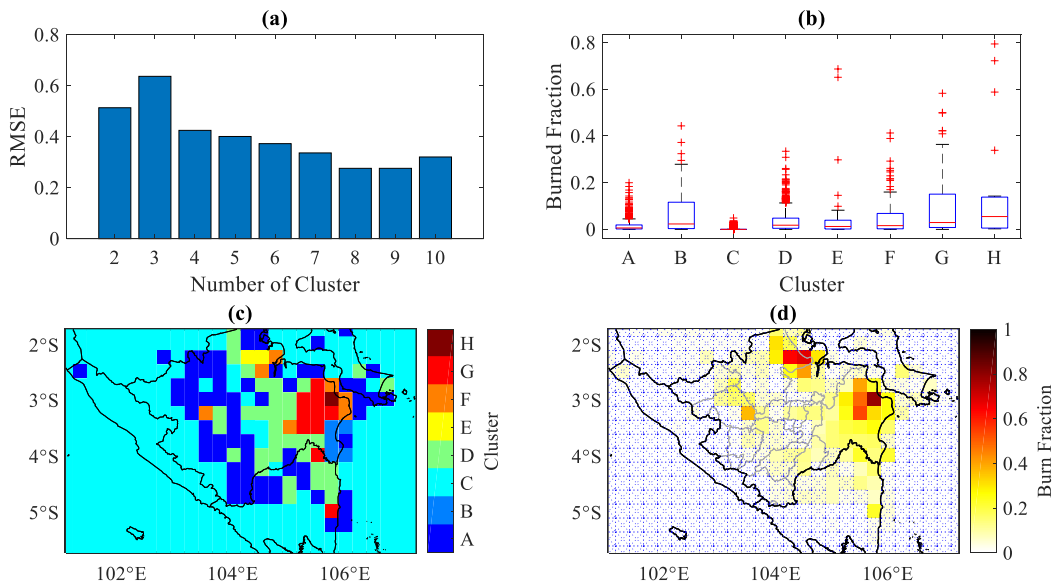 (a)
0.8
0.6
0.4
0.2
0
RMSE
2 3 4 5 6 7 8 9 10
Number of Cluster
(b)
0.8
0.6
0.4
0.2
0
Burned Fraction
A B C D E F G H
Cluster
(c)
2°S
3°S
4°S
5°S
102°E 104°E 106°E
H
G
F
E
D
C
B
A
Cluster
(d)
2°S
3°S
4°S
5°S
102°E 104°E 106°E
1
0.8
0.6
0.4
0.2
0
Burn Fraction